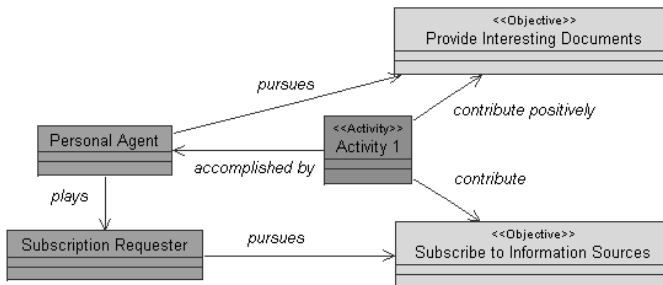 <<Objective>>
Provide Interesting Documents
pursues
contribute positively
<<Activity>>
Personal Agent
Activity 1
accomplished by
contribute
plays
<<Objective>>
Subscription Requester
pursues
Subscribe to Information Sources